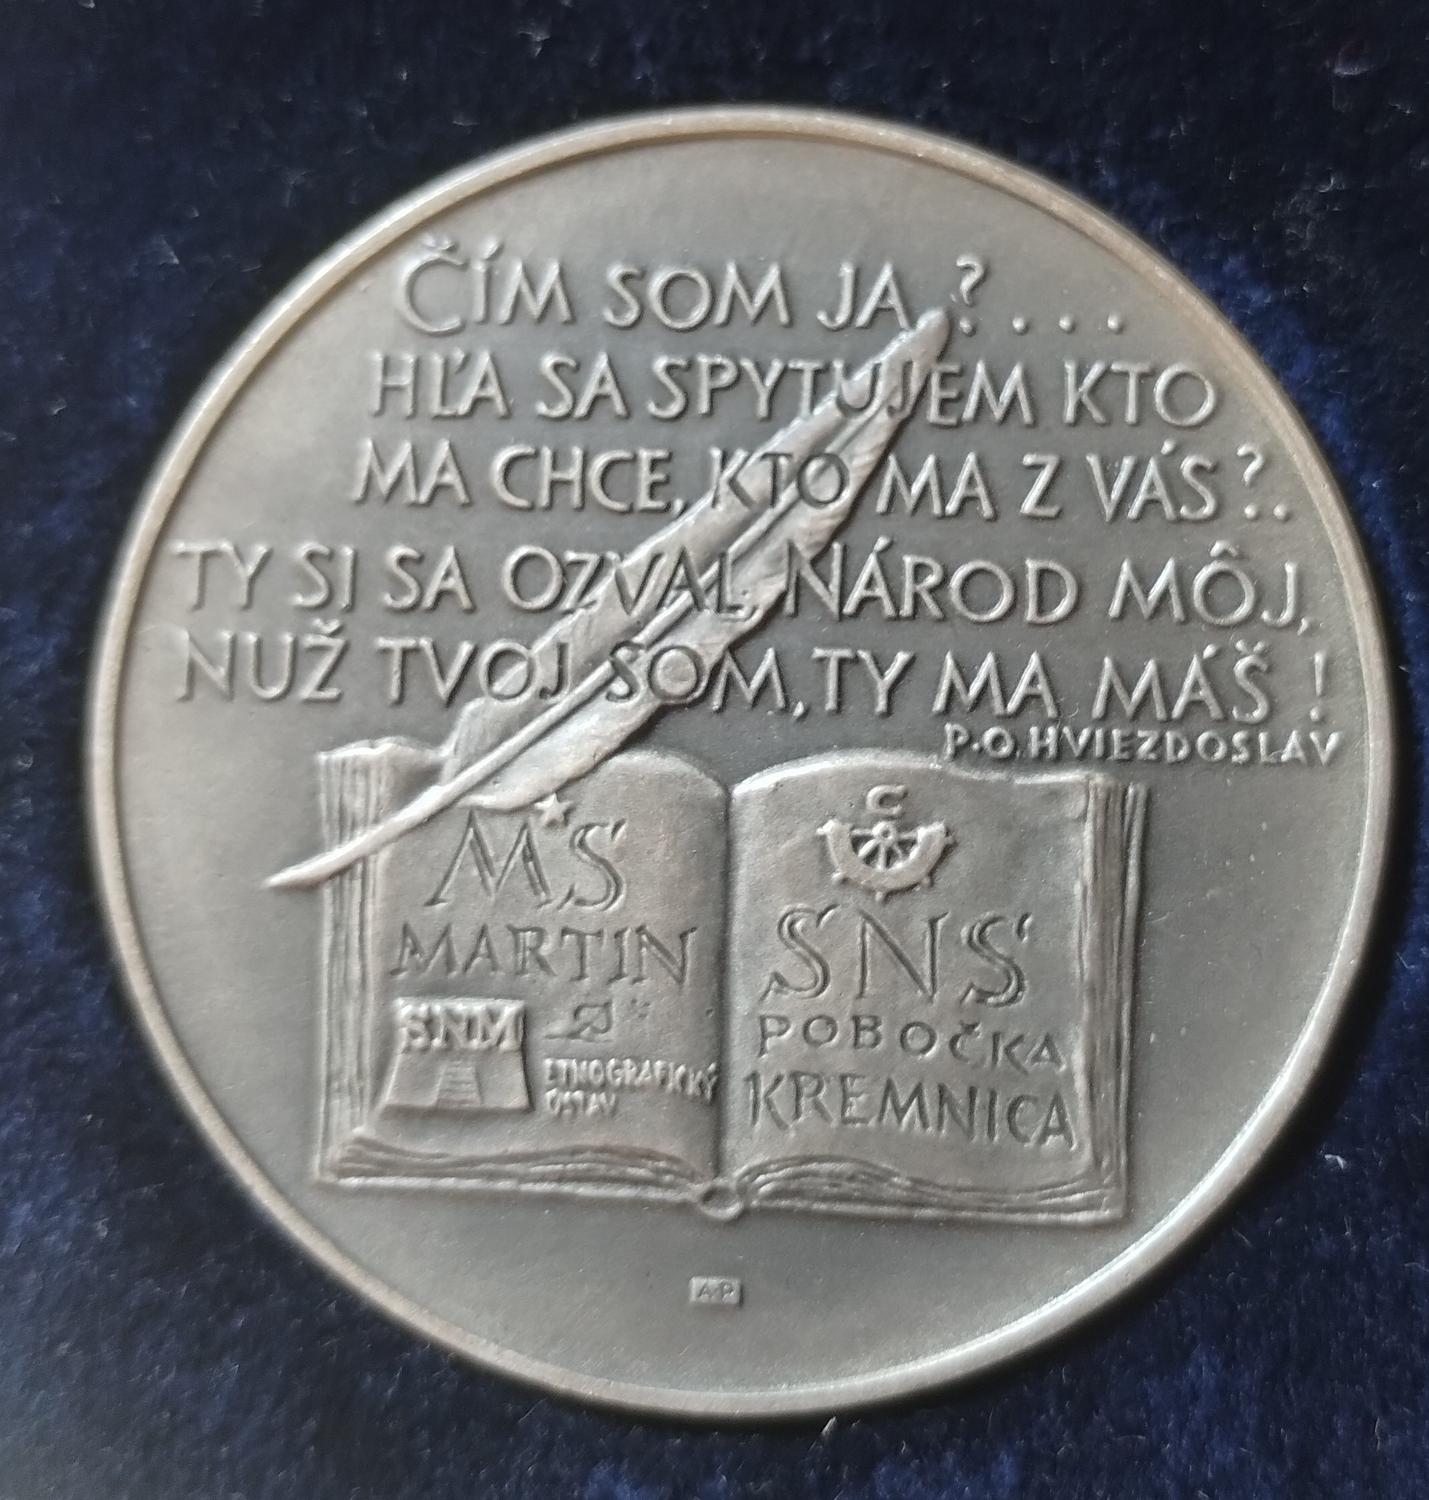 ČÍM SOM JA ?....
HĽA SA SPYTUJEM KTO
MA CHCE, KTO MA Z VÁS ?..
TY SI SA OZVAL, NÁROD MÔJ,
NUŽ TVOJ SOM, TY MA MÁŠ !
P.O. HVIEZDOSLAV
MS
MARTIN
SNM
ETNOGRAFICKÝ
ÚSTAV
C
SNS
POBOČKA
KREMNICA
AP